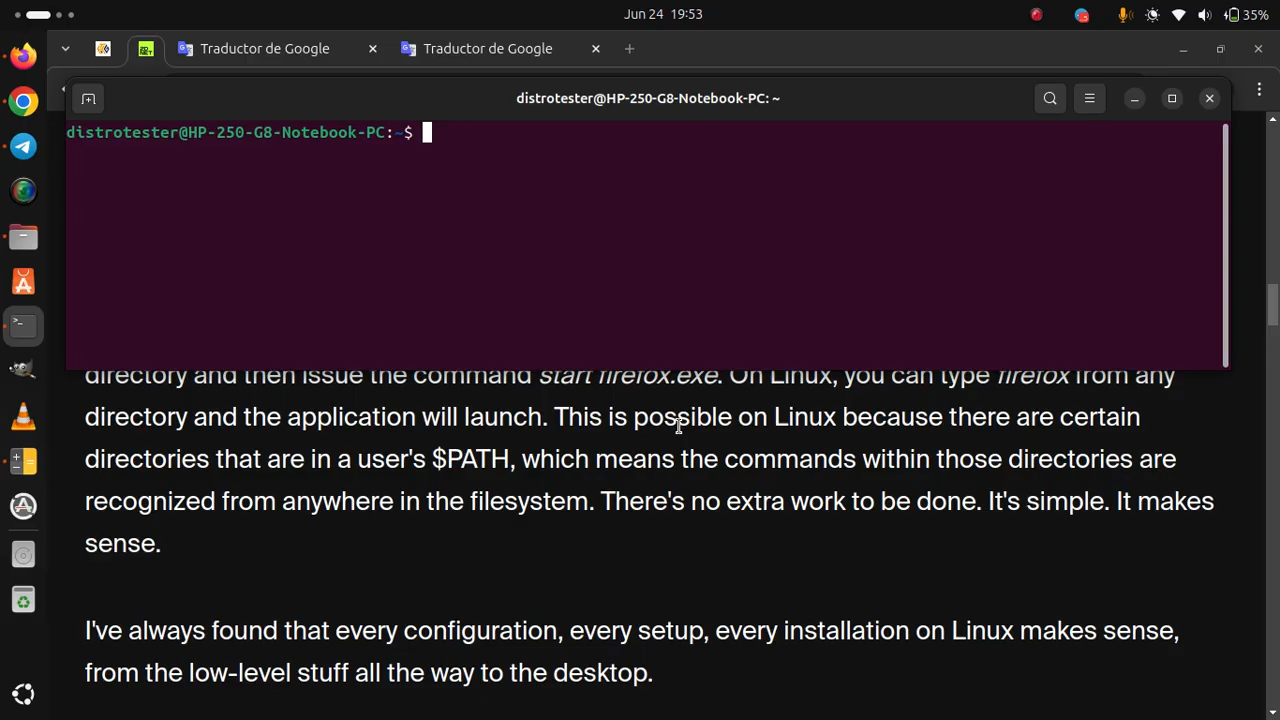 Jun 24 19:53
35%
Traductor de Google
Traductor de Google
distrotester@HP-250-G8-Notebook-PC: ~
distrotester@HP-250-G8-Notebook-PC:~$
directory and then issue the command start firefox.exe. On Linux, you can type firefox from any
directory and the application will launch. This is possible on Linux because there are certain
directories that are in a user's $PATH, which means the commands within those directories are
recognized from anywhere in the filesystem. There's no extra work to be done. It's simple. It makes
sense.
I've always found that every configuration, every setup, every installation on Linux makes sense,
from the low-level stuff all the way to the desktop.